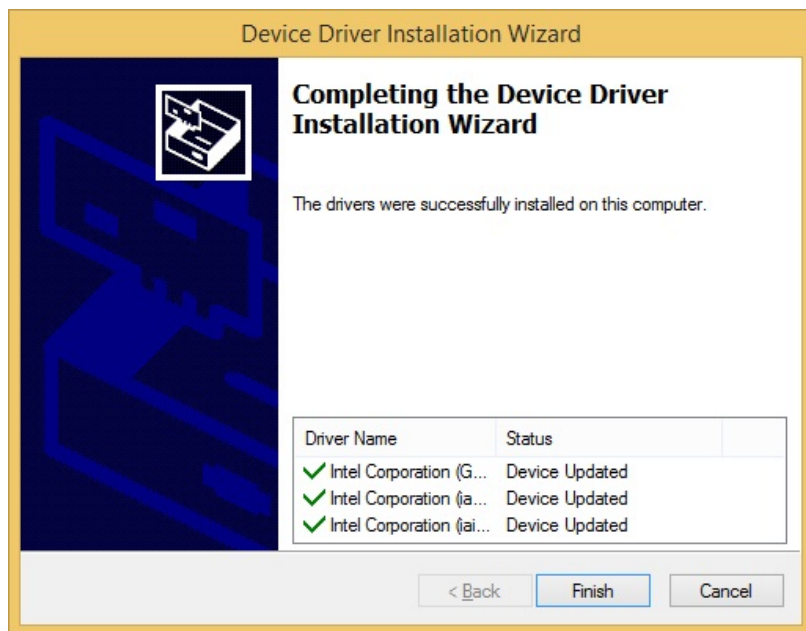 Device Driver Installation Wizard
Completing the Device Driver
Installation Wizard
The drivers were successfully installed on this computer.
Driver Name Status
Intel Corporation (G... Device Updated
Intel Corporation (ia... Device Updated
Intel Corporation (iai... Device Updated
< Back Finish Cancel